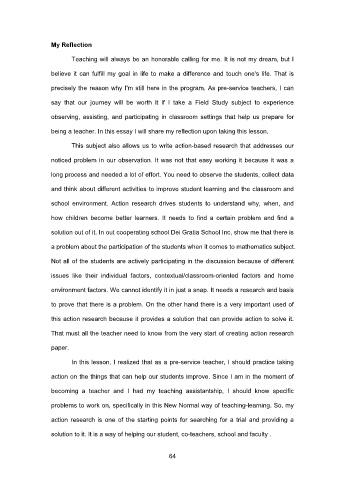 My Reflection
Teaching will always be an honorable calling for me. It is not my dream, but I
believe it can fulfill my goal in life to make a difference and touch one's life. That is
precisely the reason why I'm still here in the program. As pre-service teachers, I can
say that our journey will be worth it if I take a Field Study subject to experience
observing, assisting, and participating in classroom settings that help us prepare for
being a teacher. In this essay I will share my reflection upon taking this lesson.
This subject also allows us to write action-based research that addresses our
noticed problem in our observation. It was not that easy working it because it was a
long process and needed a lot of effort. You need to observe the students, collect data
and think about different activities to improve student learning and the classroom and
school environment. Action research drives students to understand why, when, and
how children become better learners. It needs to find a certain problem and find a
solution out of it. In out cooperating school Dei Gratia School Inc, show me that there is
a problem about the participation of the students when it comes to mathematics subject.
Not all of the students are actively participating in the discussion because of different
issues like their individual factors, contextual/classroom-oriented factors and home
environment factors. We cannot identify it in just a snap. It needs a research and basis
to prove that there is a problem. On the other hand there is a very important used of
this action research because it provides a solution that can provide action to solve it.
That must all the teacher need to know from the very start of creating action research
paper.
In this lesson, I realized that as a pre-service teacher, I should practice taking
action on the things that can help our students improve. Since I am in the moment of
becoming a teacher and I had my teaching assistantship, I should know specific
problems to work on, specifically in this New Normal way of teaching-learning. So, my
action research is one of the starting points for searching for a trial and providing a
solution to it. It is a way of helping our student, co-teachers, school and faculty .
64